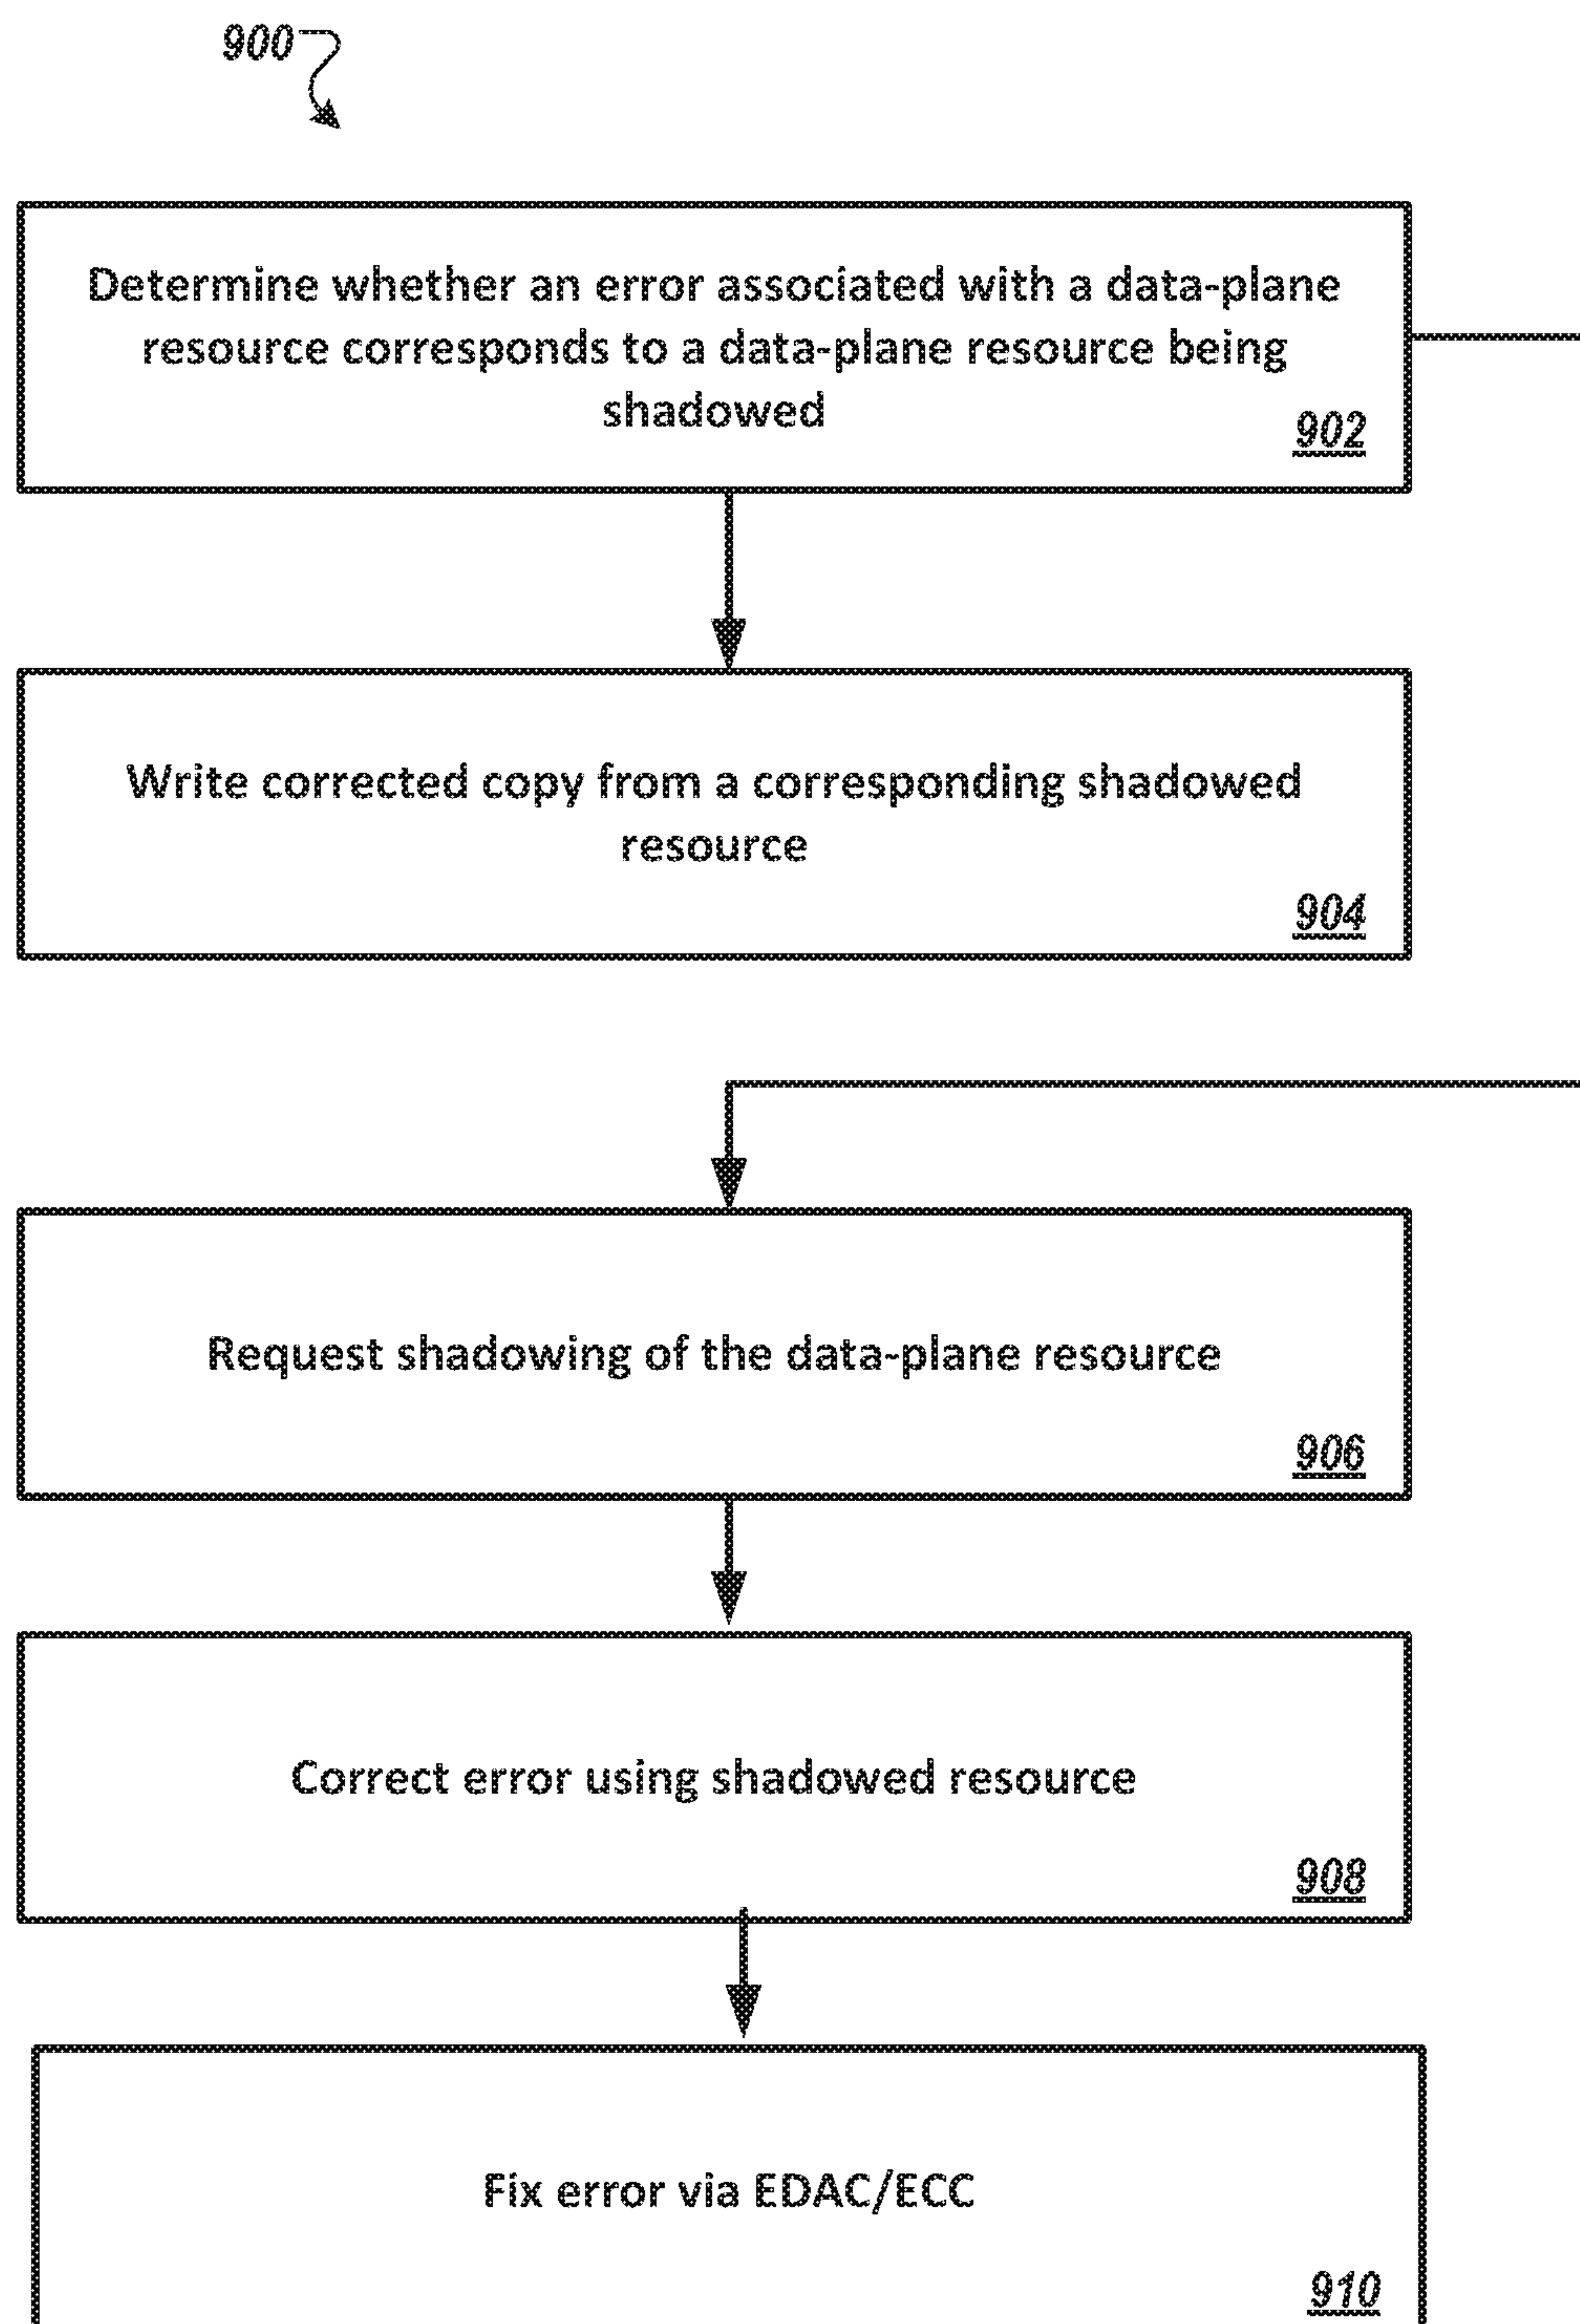 900
Determine whether an error associated with a data-plane
resource corresponds to a data-plane resource being
shadowed
902
Write corrected copy from a corresponding shadowed
resource
904
Request shadowing of the data-plane resource
906
Correct error using shadowed resource
908
Fix error via EDAC/ECC
910